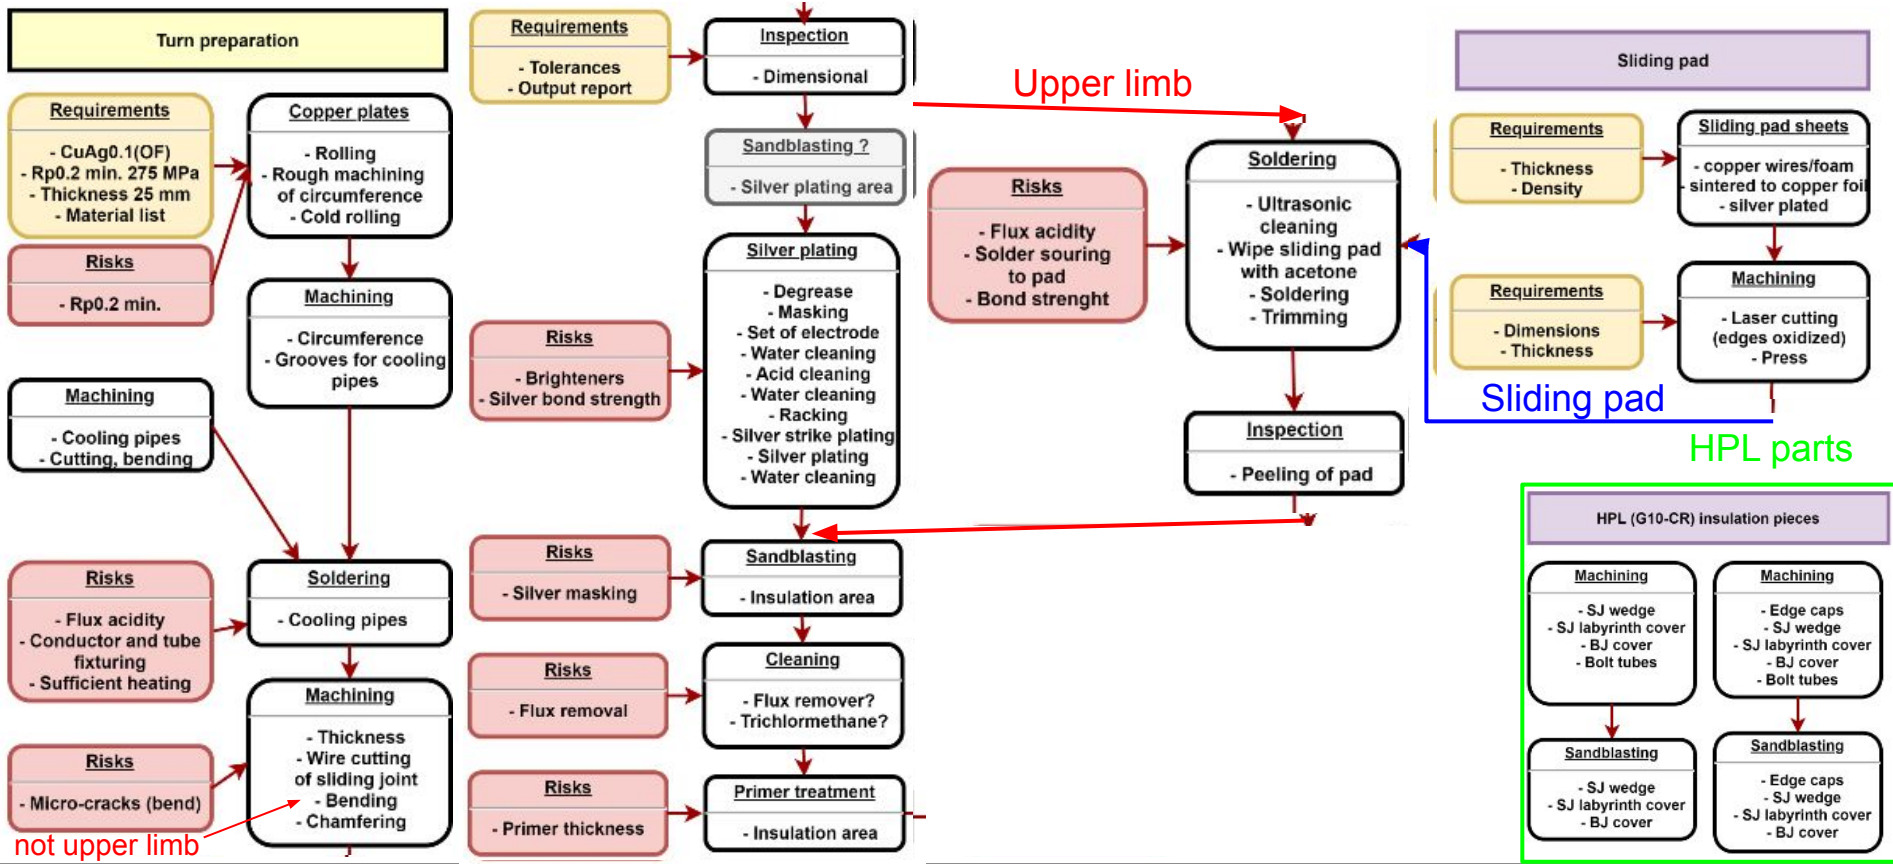 Turn preparation
Requirements
- CuAg0.1(OF)
- Rp0.2 min. 275 MPa
- Thickness 25 mm
- Material list
Risks
- Rp0.2 min.
Copper plates
- Rolling
- Rough machining
of circumference
- Cold rolling
Machining
- Circumference
- Grooves for cooling
pipes
Machining
- Cooling pipes
- Cutting, bending
Risks
- Flux acidity
- Conductor and tube
fixturing
- Sufficient heating
Soldering
- Cooling pipes
Risks
- Micro-cracks (bend)
not upper limb
Machining
- Thickness
- Wire cutting
of sliding joint
- Bending
- Chamfering
Requirements
- Tolerances
- Output report
Inspection
- Dimensional
Sandblasting ?
- Silver plating area
Risks
- Brighteners
- Silver bond strength
Silver plating
- Degrease
- Masking
- Set of electrode
- Water cleaning
- Acid cleaning
- Water cleaning
- Racking
- Silver strike plating
- Silver plating
- Water cleaning
Risks
- Silver masking
Sandblasting
- Insulation area
Risks
- Flux removal
Cleaning
- Flux remover?
- Trichlormethane?
Risks
- Primer thickness
Primer treatment
- Insulation area
Upper limb
Risks
- Flux acidity
- Solder souring
to pad
- Bond strenght
Soldering
- Ultrasonic
cleaning
- Wipe sliding pad
with acetone
- Soldering
- Trimming
Inspection
- Peeling of pad
Sliding pad
Requirements
- Thickness
- Density
Sliding pad sheets
- copper wires/foam
- sintered to copper foil
- silver plated
Requirements
- Dimensions
- Thickness
Machining
- Laser cutting
(edges oxidized)
- Press
Sliding pad
HPL parts
HPL (G10-CR) insulation pieces
Machining
- SJ wedge
- SJ labyrinth cover
- BJ cover
- Bolt tubes
Sandblasting
- SJ wedge
- SJ labyrinth cover
- BJ cover
Machining
- Edge caps
- SJ wedge
- SJ labyrinth cover
- BJ cover
- Bolt tubes
Sandblasting
- Edge caps
- SJ wedge
- SJ labyrinth cover
- BJ cover